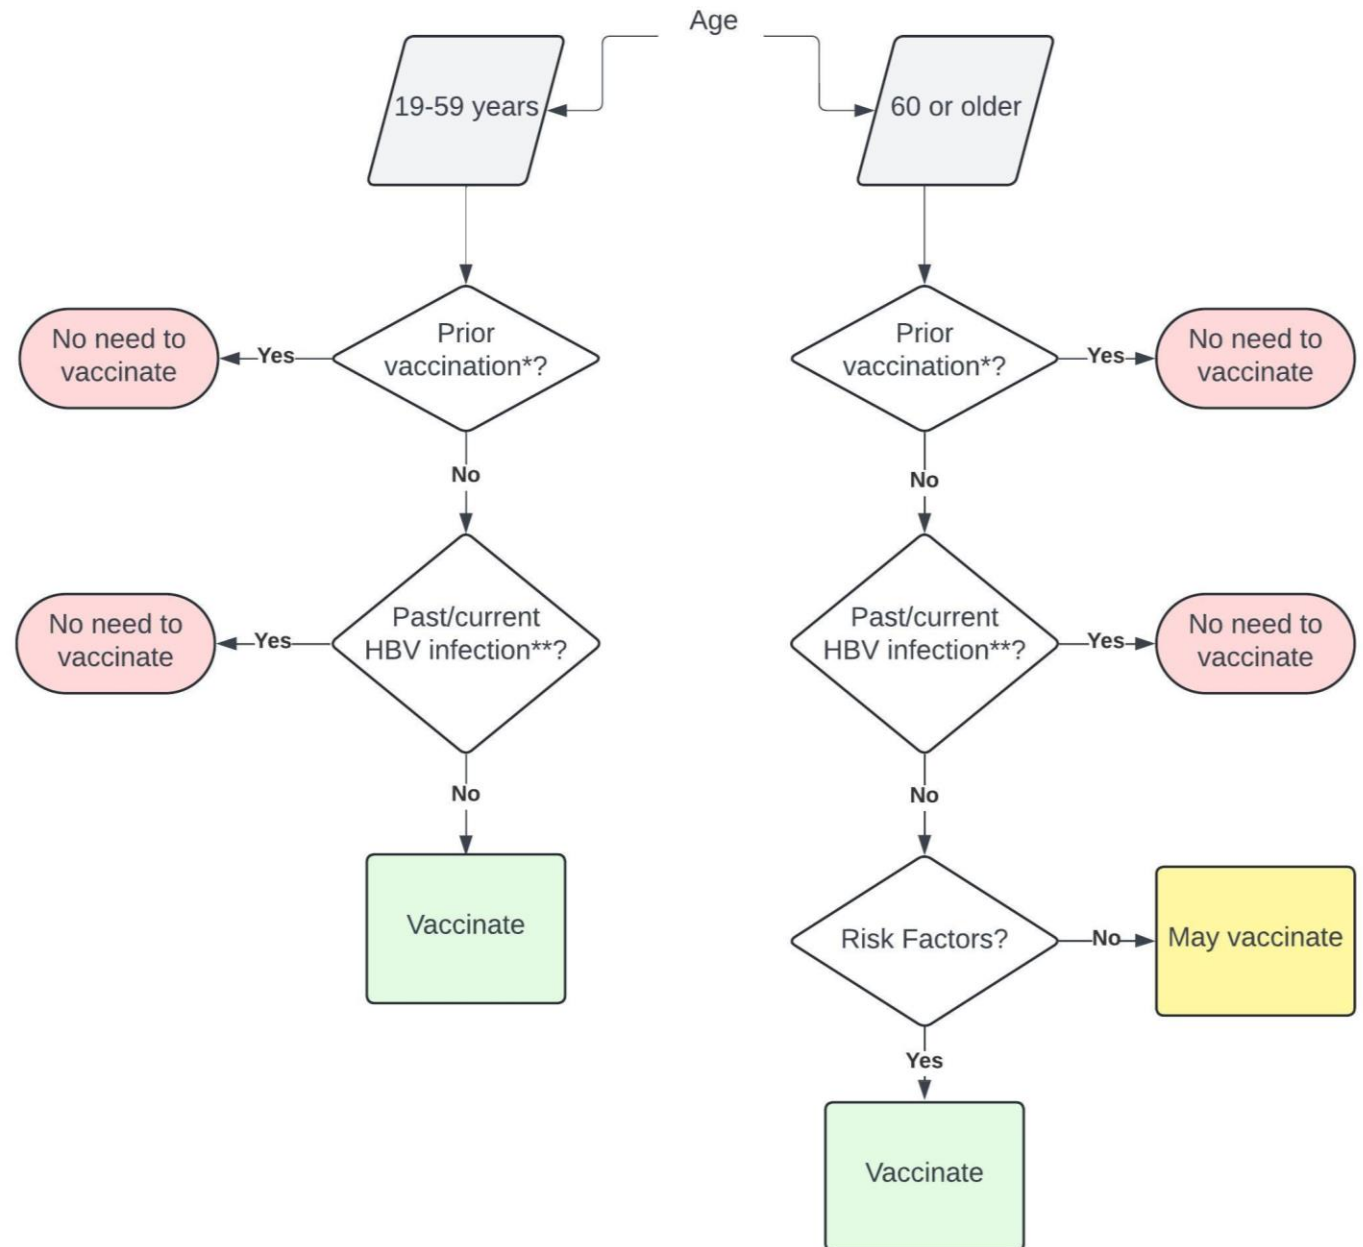 Age
19-59 years
60 or older
Prior
vaccination*?
Yes
No need to
vaccinate
No
Past/current
HBV infection**?
Yes
No need to
vaccinate
No
Vaccinate
Prior
vaccination*?
Yes
No need to
vaccinate
No
Past/current
HBV infection**?
Yes
No need to
vaccinate
No
Risk Factors?
No
May vaccinate
Yes
Vaccinate